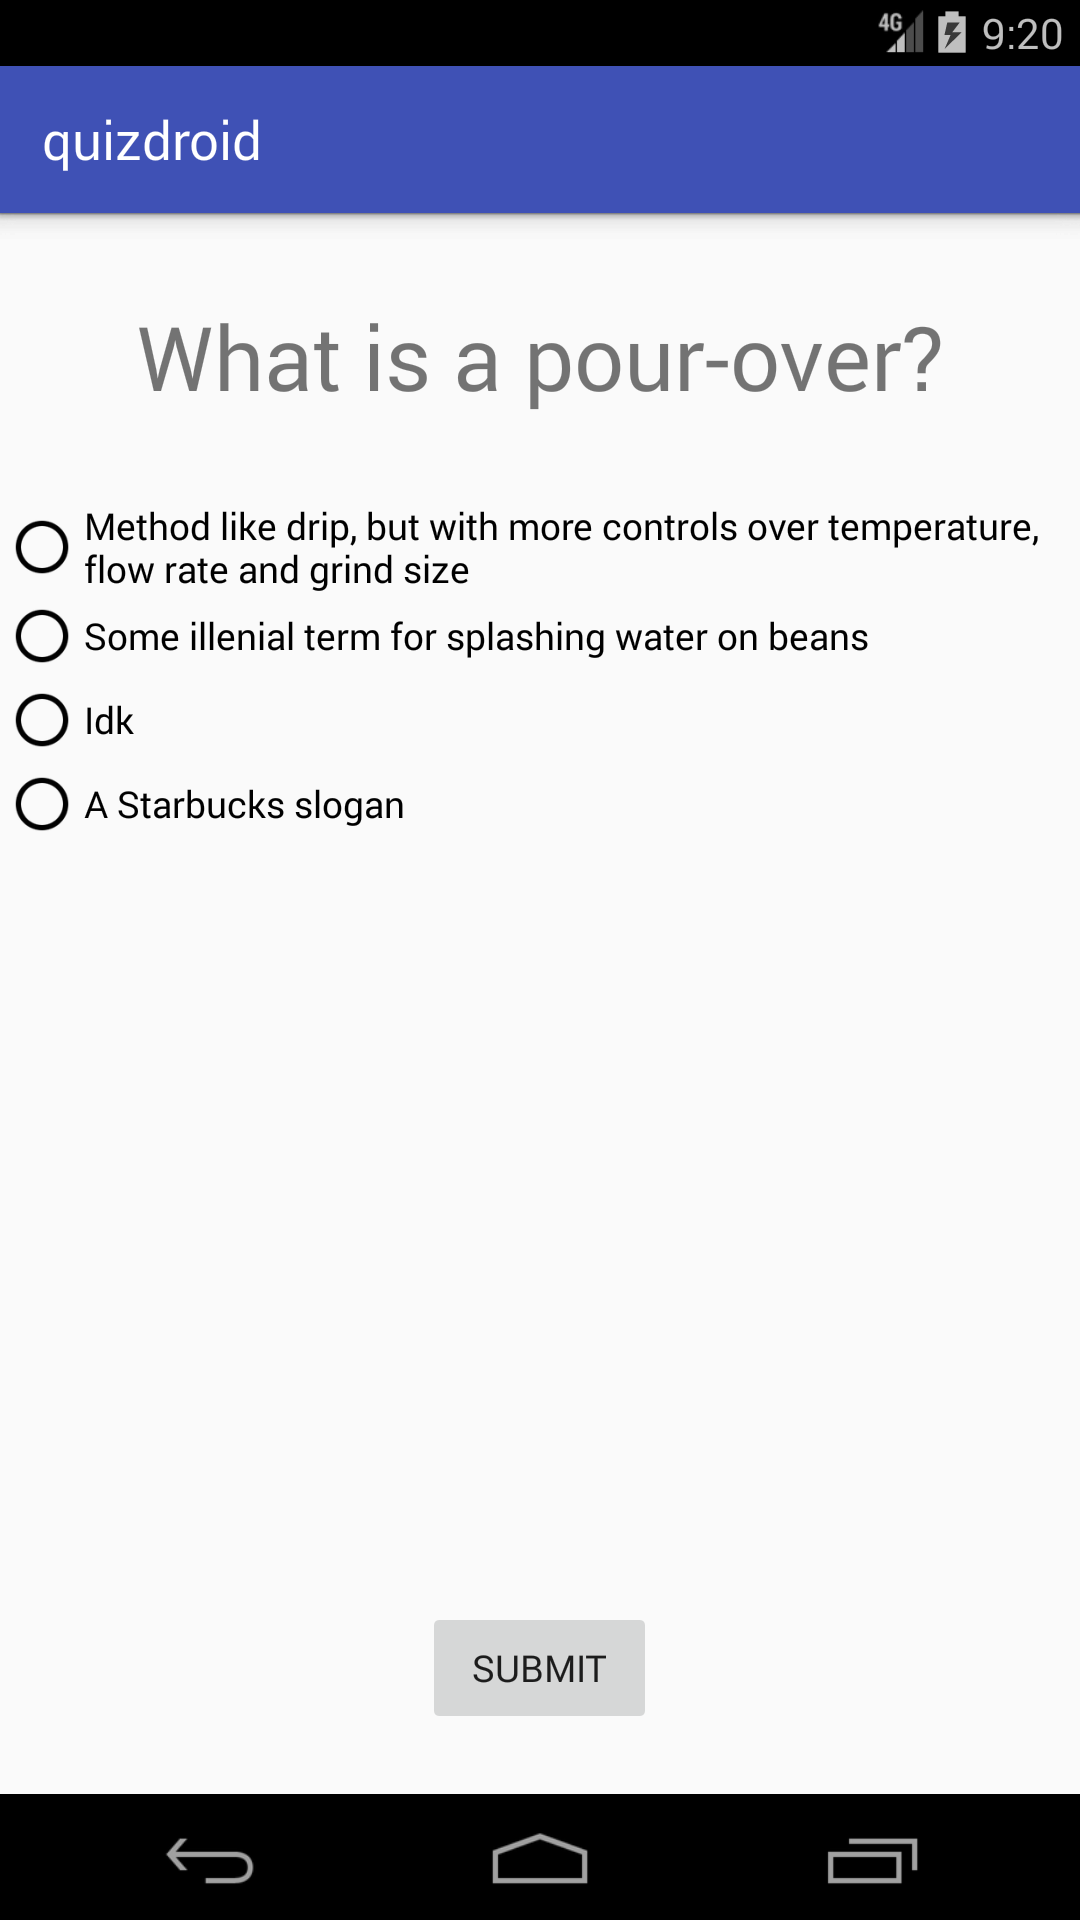 4G 9:20
quizdroid
What is a pour-over?
Method like drip, but with more controls over temperature,
flow rate and grind size
Some illenial term for splashing water on beans
Idk
A Starbucks slogan
SUBMIT